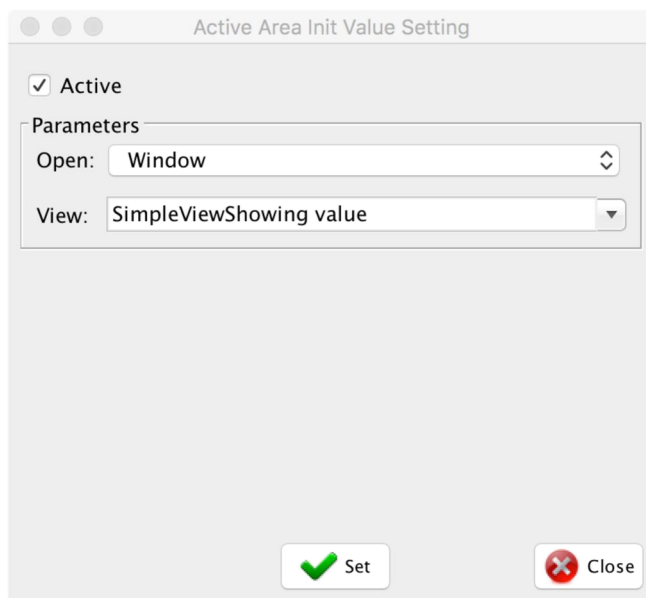 Active Area Init Value Setting
Active
Parameters
Open: Window
View: SimpleViewShowing value
Set Close